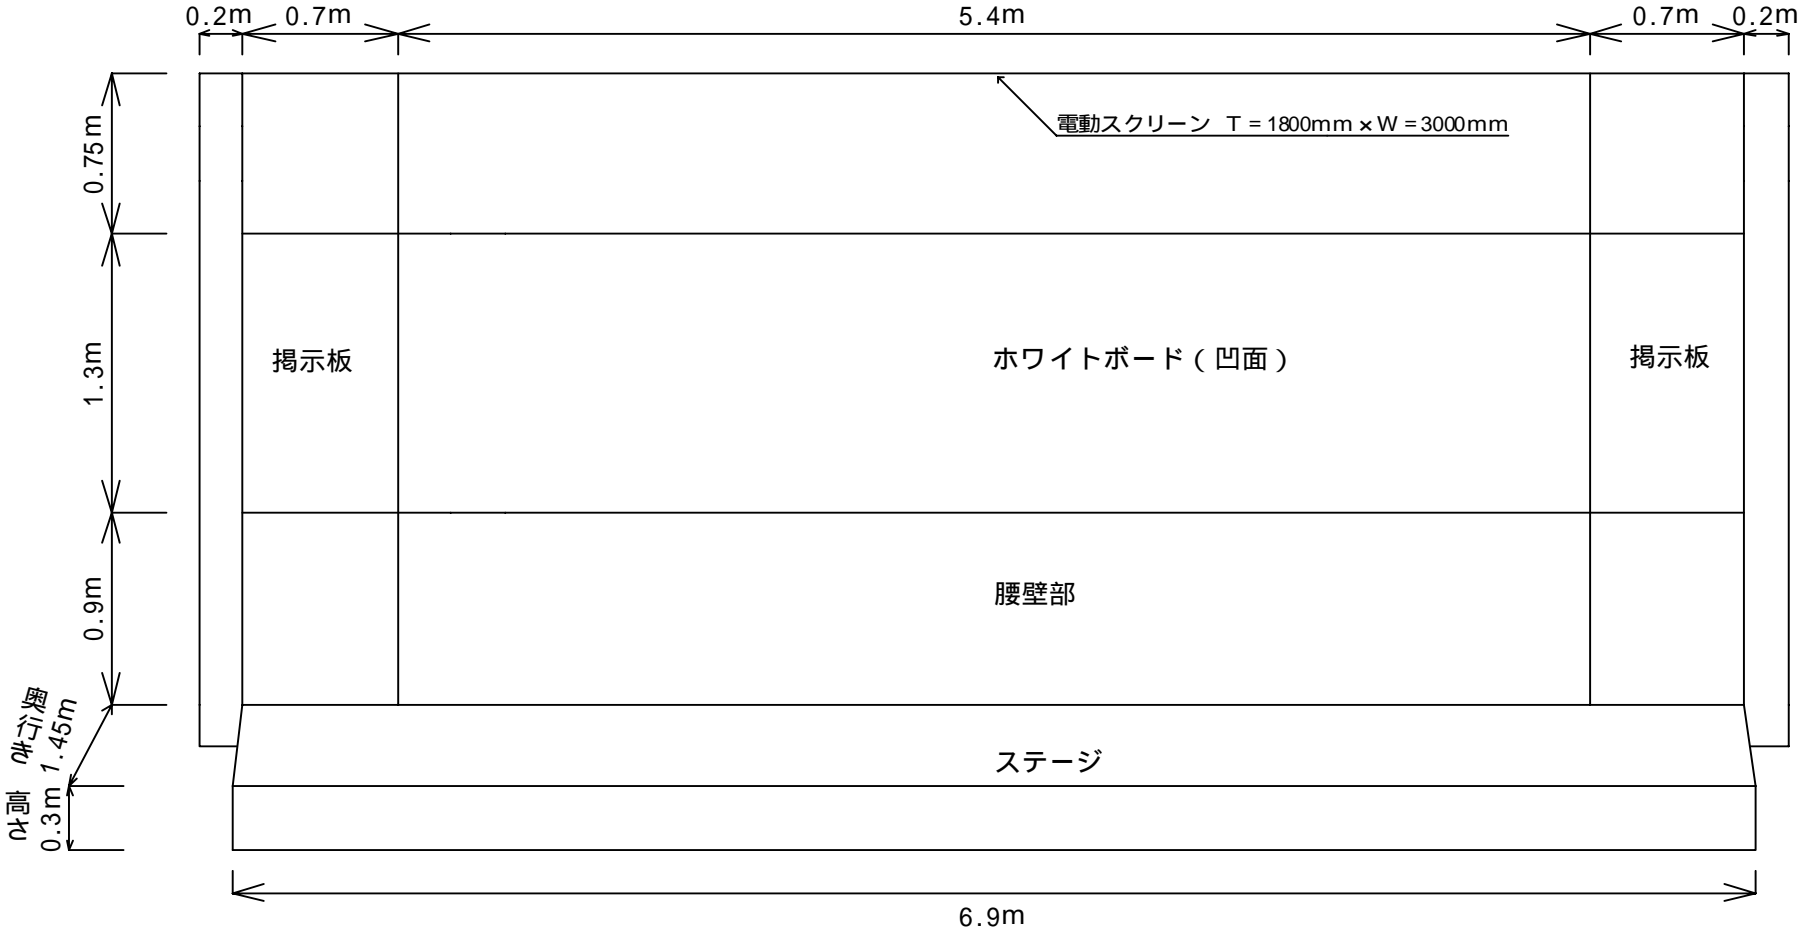 0.2m
0.7m
5.4m
0.7m
0.2m
電動スクリーン T=1800mm×W=3000mm
0.75m
1.3m
掲示板
ホワイトボード(凹面)
掲示板
0.9m
腰壁部
奥行き
1.45m
ステージ
高さ
0.3m
6.9m